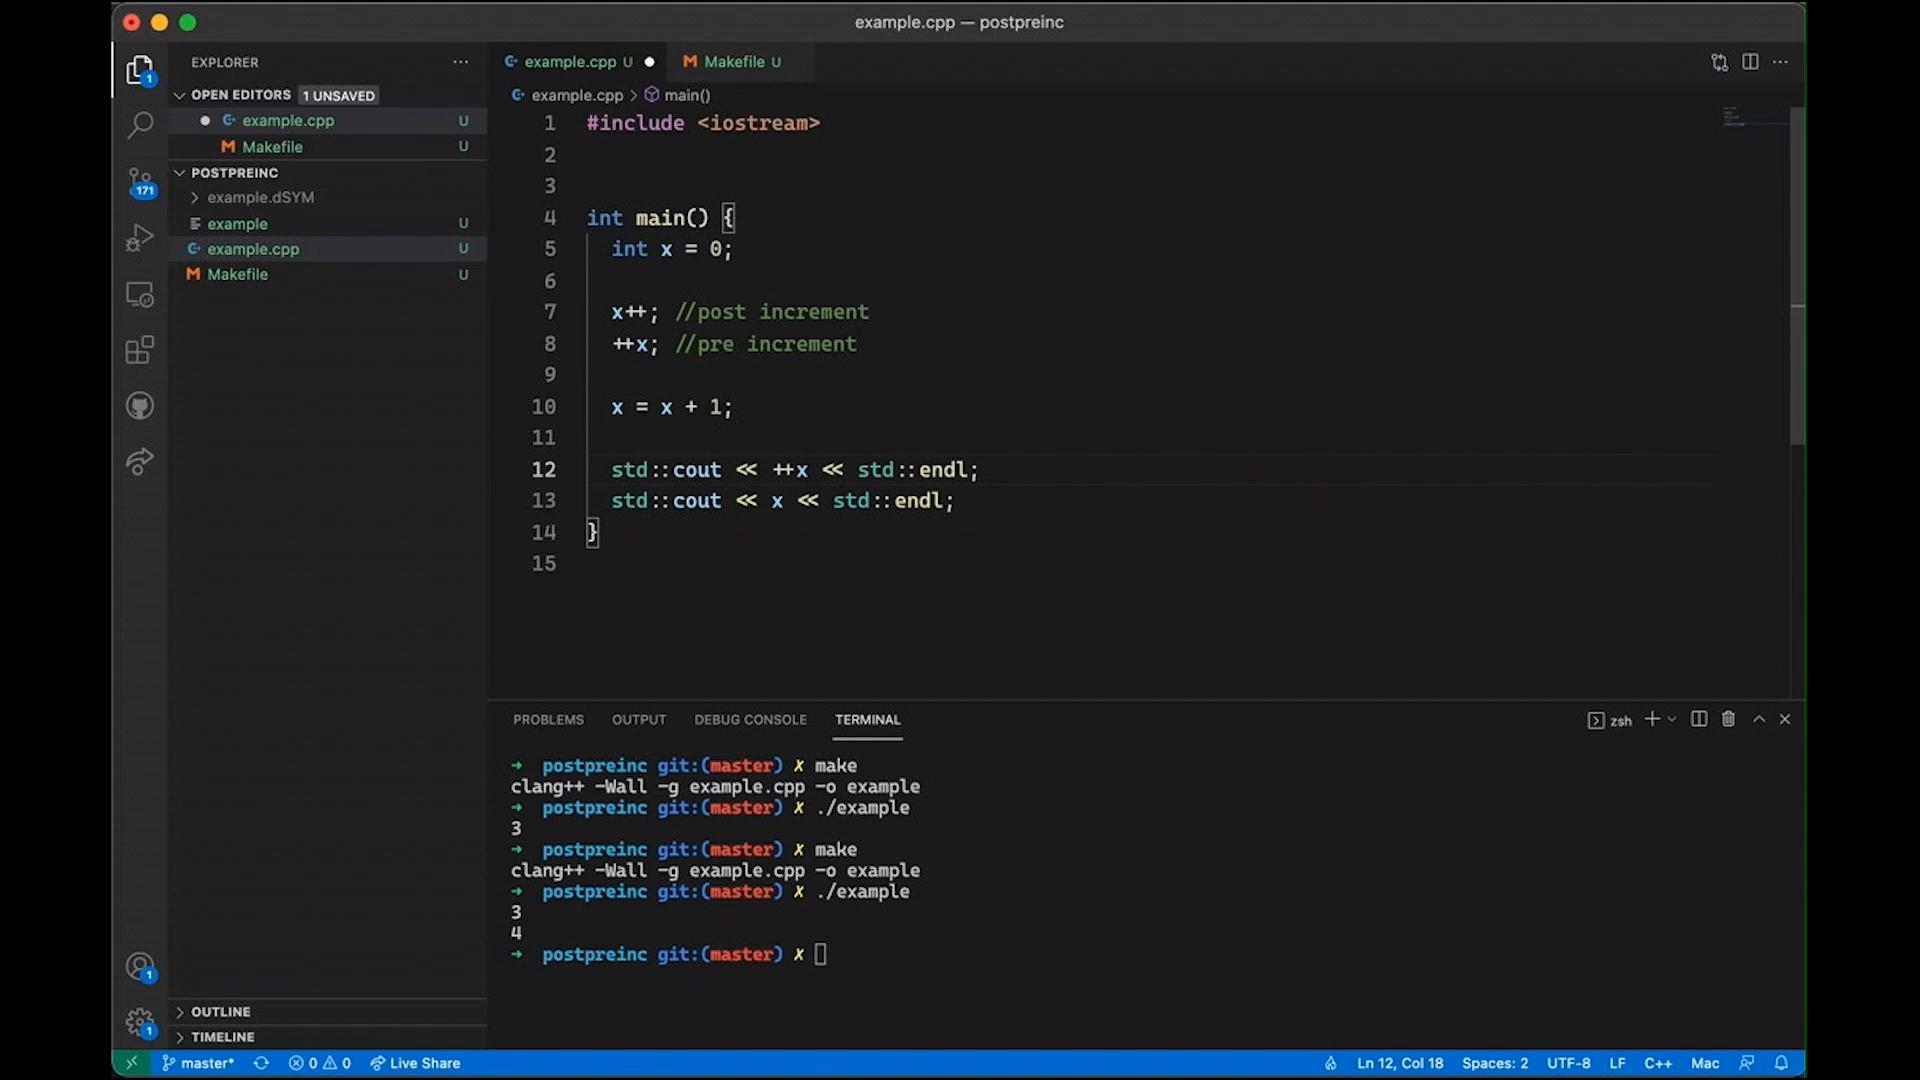 example.cpp — postpreinc
EXPLORER
OPEN EDITORS 1 UNSAVED
example.cpp U
Makefile U
POSTPREINC
example.dSYM
example U
example.cpp U
Makefile U
OUTLINE
TIMELINE
1
171
1
1
example.cpp U
Makefile U
example.cpp > main()
1 #include <iostream>
2
3
4 int main() {
5 int x = 0;
6
7 x++; //post increment
8 ++x; //pre increment
9
10 x = x + 1;
11
12 std::cout << ++x << std::endl;
13 std::cout << x << std::endl;
14 }
15
PROBLEMS OUTPUT DEBUG CONSOLE TERMINAL zsh
➜ postpreinc git:(master) ✗ make
clang++ -Wall -g example.cpp -o example
➜ postpreinc git:(master) ✗ ./example
3
➜ postpreinc git:(master) ✗ make
clang++ -Wall -g example.cpp -o example
➜ postpreinc git:(master) ✗ ./example
3
4
➜ postpreinc git:(master) ✗
master* 0 0 Live Share Ln 12, Col 18 Spaces: 2 UTF-8 LF C++ Mac